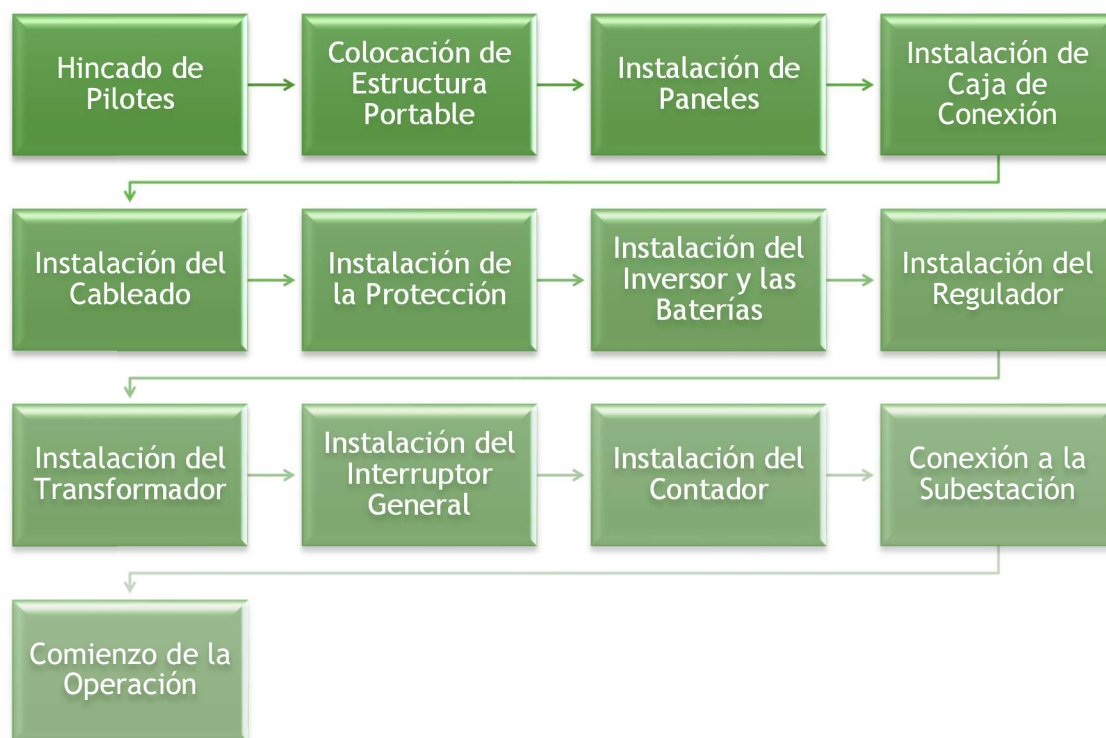 Hincado de
Pilotes
Colocación de
Estructura
Portable
Instalación de
Paneles
Instalación de
Caja de
Conexión
Instalación del
Cableado
Instalación de
la Protección
Instalación del
Inversor y las
Baterías
Instalación del
Regulador
Instalación del
Transformador
Instalación del
Interruptor
General
Instalación del
Contador
Conexión a la
Subestación
Comienzo de la
Operación